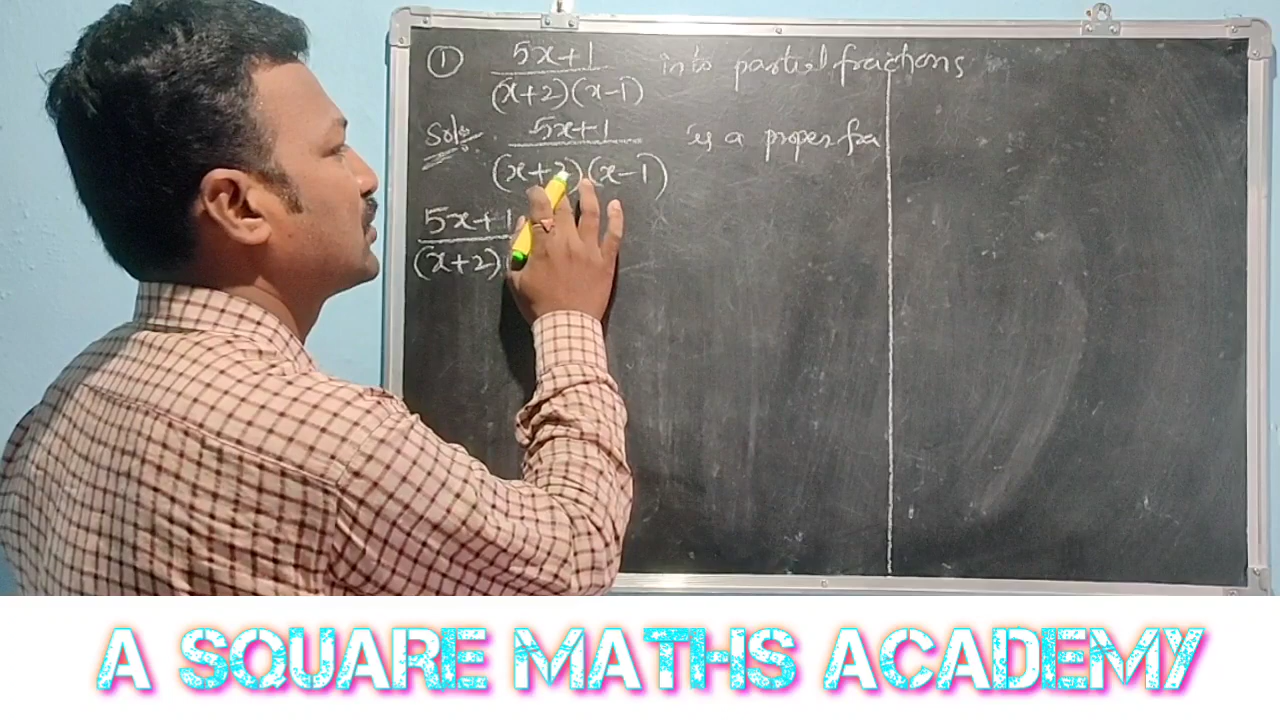 ① 5x+1 / (x+2)(x-1) into partial fractions
Sol: 5x+1 / (x+2)(x-1) is a proper fra
5x+1 / (x+2)
A SQUARE MATHS ACADEMY